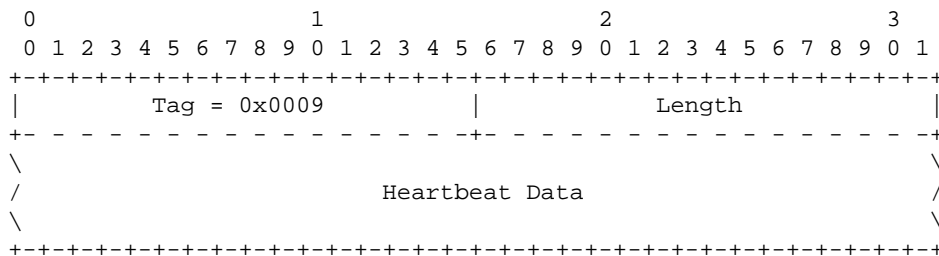 0                   1                   2                   3
 0 1 2 3 4 5 6 7 8 9 0 1 2 3 4 5 6 7 8 9 0 1 2 3 4 5 6 7 8 9 0 1
+-+-+-+-+-+-+-+-+-+-+-+-+-+-+-+-+-+-+-+-+-+-+-+-+-+-+-+-+-+-+-+-+
|         Tag = 0x0009            |            Length             |
+- - - - - - - - - - - - - - - -+- - - - - - - - - - - - - - - -+
\                                                               \
/                         Heartbeat Data                        /
\                                                               \
+-+-+-+-+-+-+-+-+-+-+-+-+-+-+-+-+-+-+-+-+-+-+-+-+-+-+-+-+-+-+-+-+